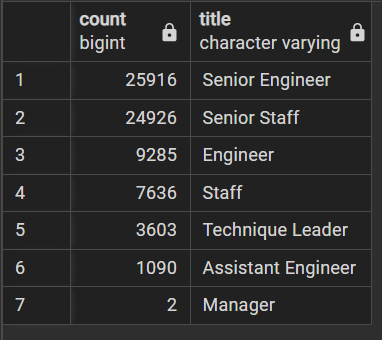 count title
bigint character varying
1 25916 Senior Engineer
2 24926 Senior Staff
3 9285 Engineer
4 7636 Staff
5 3603 Technique Leader
6 1090 Assistant Engineer
7 2 Manager